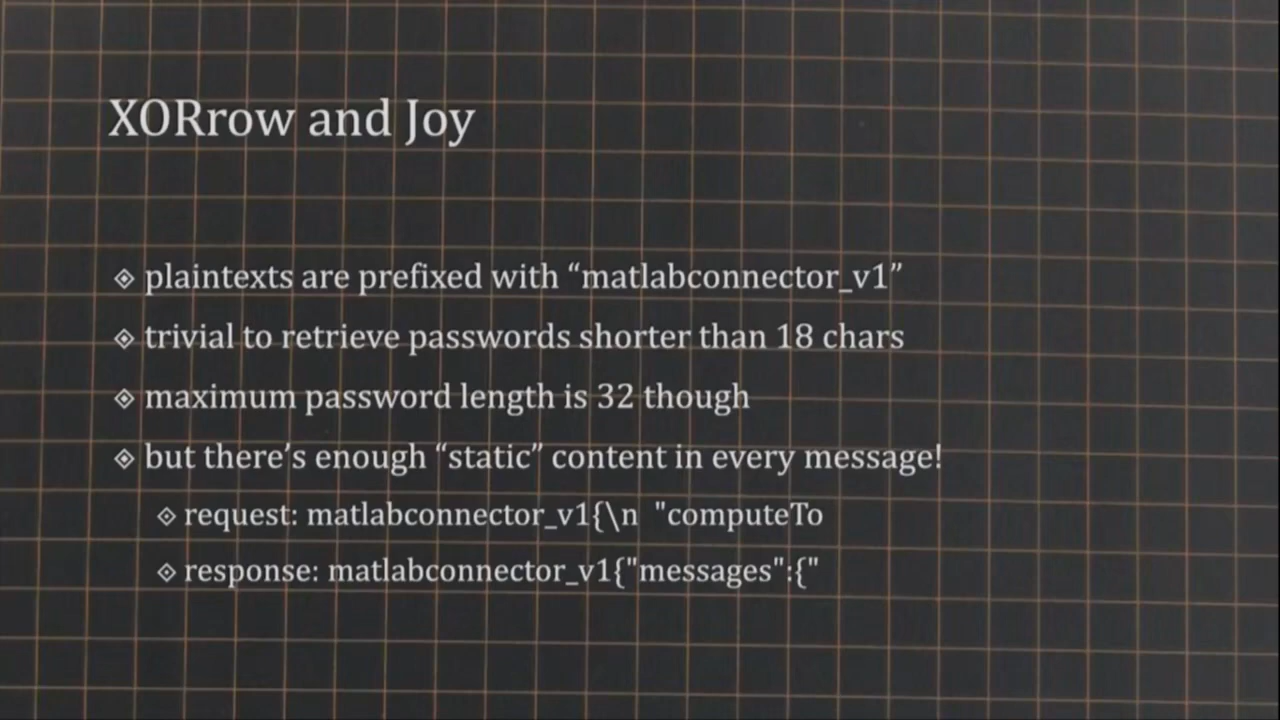 XORrow and Joy
plaintexts are prefixed with “matlabconnector_v1”
trivial to retrieve passwords shorter than 18 chars
maximum password length is 32 though
but there’s enough “static” content in every message!
request: matlabconnector_v1{\n  "computeTo
response: matlabconnector_v1{"messages":{"